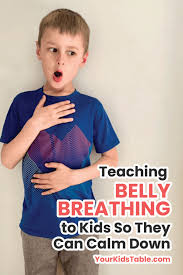 Teaching
BELLY
BREATHING
to Kids So They
Can Calm Down
YourKidsTable.com